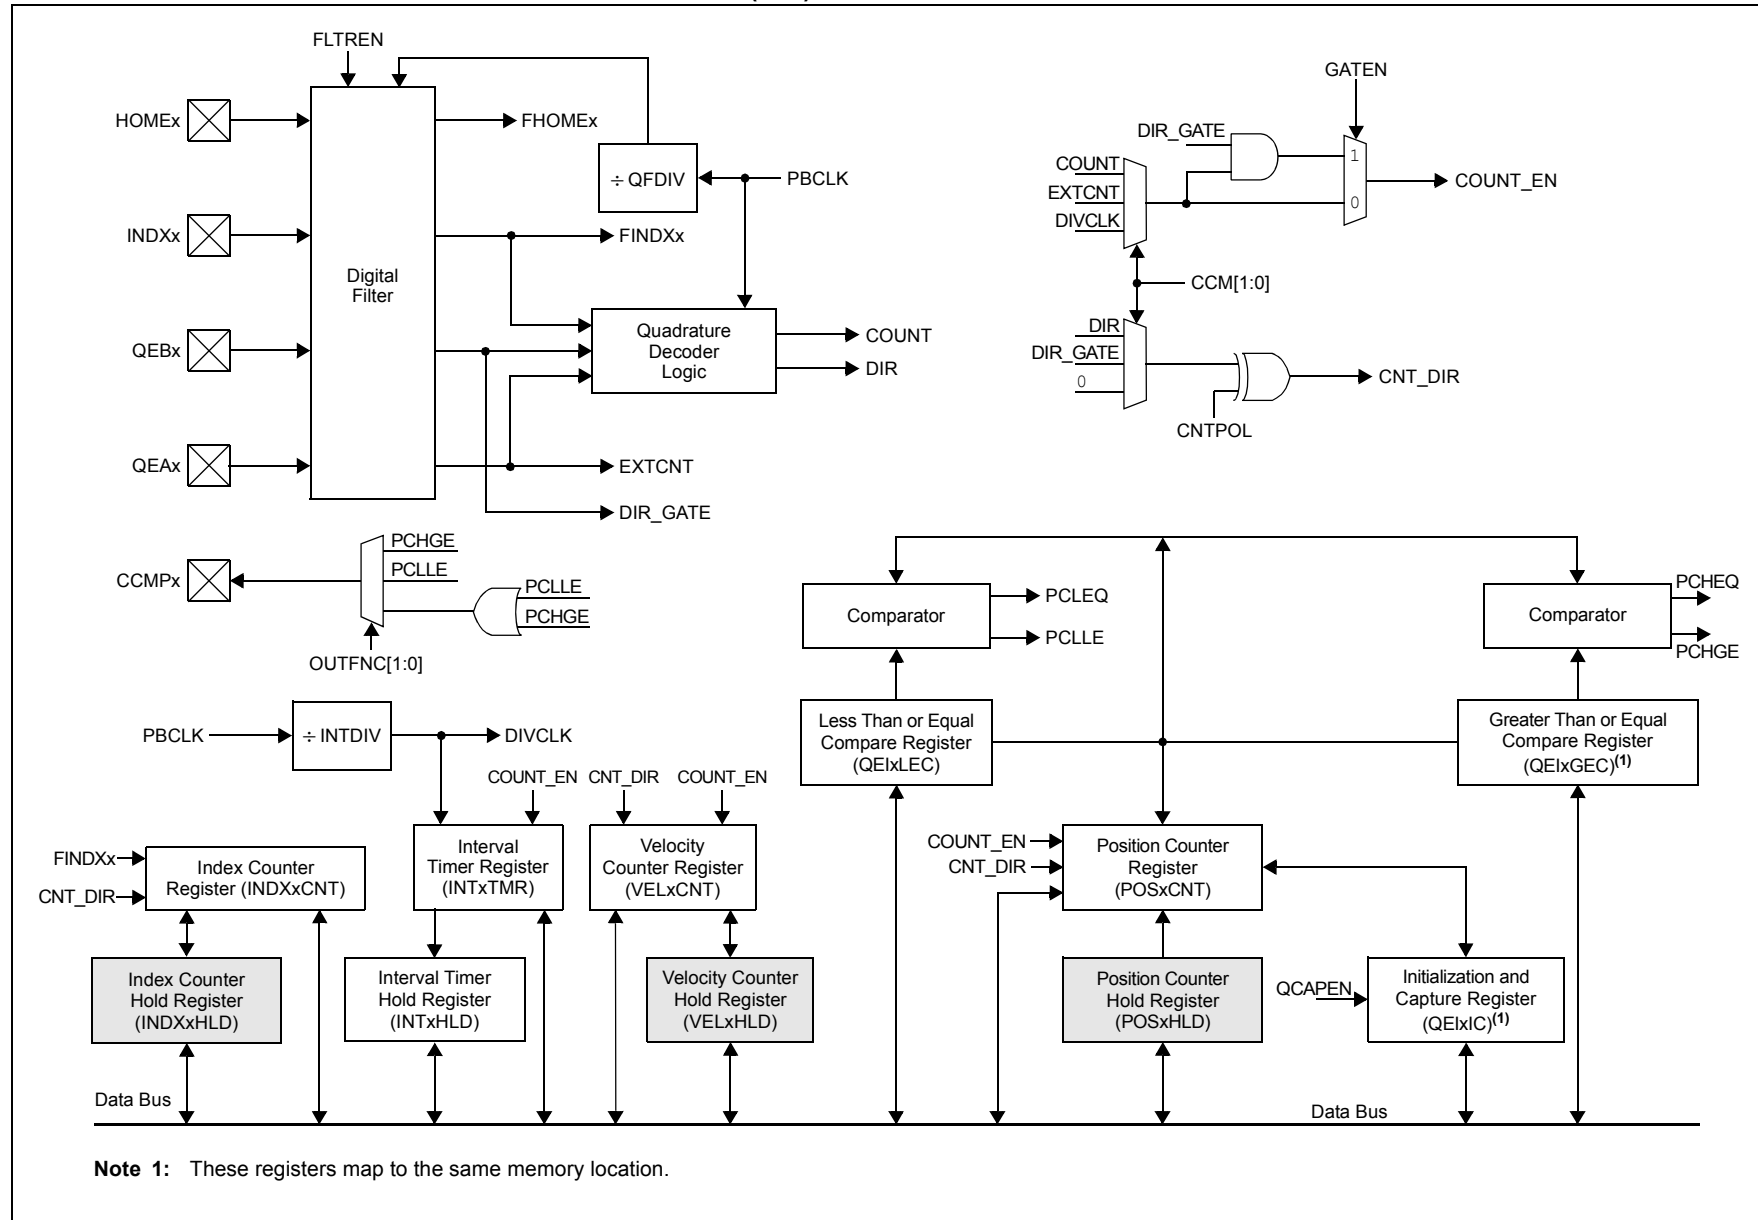 FLTREN
HOMEx
FHOMEx
÷ QFDIV
PBCLK
INDXx
FINDXx
Digital
Filter
QEBx
Quadrature
Decoder
Logic
COUNT
DIR
QEAx
EXTCNT
DIR_GATE
GATEN
DIR_GATE
COUNT
EXTCNT
DIVCLK
1
0
COUNT_EN
CCM[1:0]
DIR
DIR_GATE
0
CNT_DIR
CNTPOL
CCMPx
PCHGE
PCLLE
PCLLE
PCHGE
OUTFNC[1:0]
Comparator
PCLEQ
PCLLE
Comparator
PCHEQ
PCHGE
PBCLK
÷ INTDIV
DIVCLK
Less Than or Equal
Compare Register
(QEIxLEC)
Greater Than or Equal
Compare Register
(QEIxGEC)(1)
COUNT_EN
CNT_DIR
COUNT_EN
FINDXx
CNT_DIR
Index Counter
Register (INDXxCNT)
Interval
Timer Register
(INTxTMR)
Velocity
Counter Register
(VELxCNT)
COUNT_EN
CNT_DIR
Position Counter
Register
(POSxCNT)
Index Counter
Hold Register
(INDXxHLD)
Interval Timer
Hold Register
(INTxHLD)
Velocity Counter
Hold Register
(VELxHLD)
Position Counter
Hold Register
(POSxHLD)
QCAPEN
Initialization and
Capture Register
(QEIxIC)(1)
Data Bus
Data Bus
Note 1: These registers map to the same memory location.